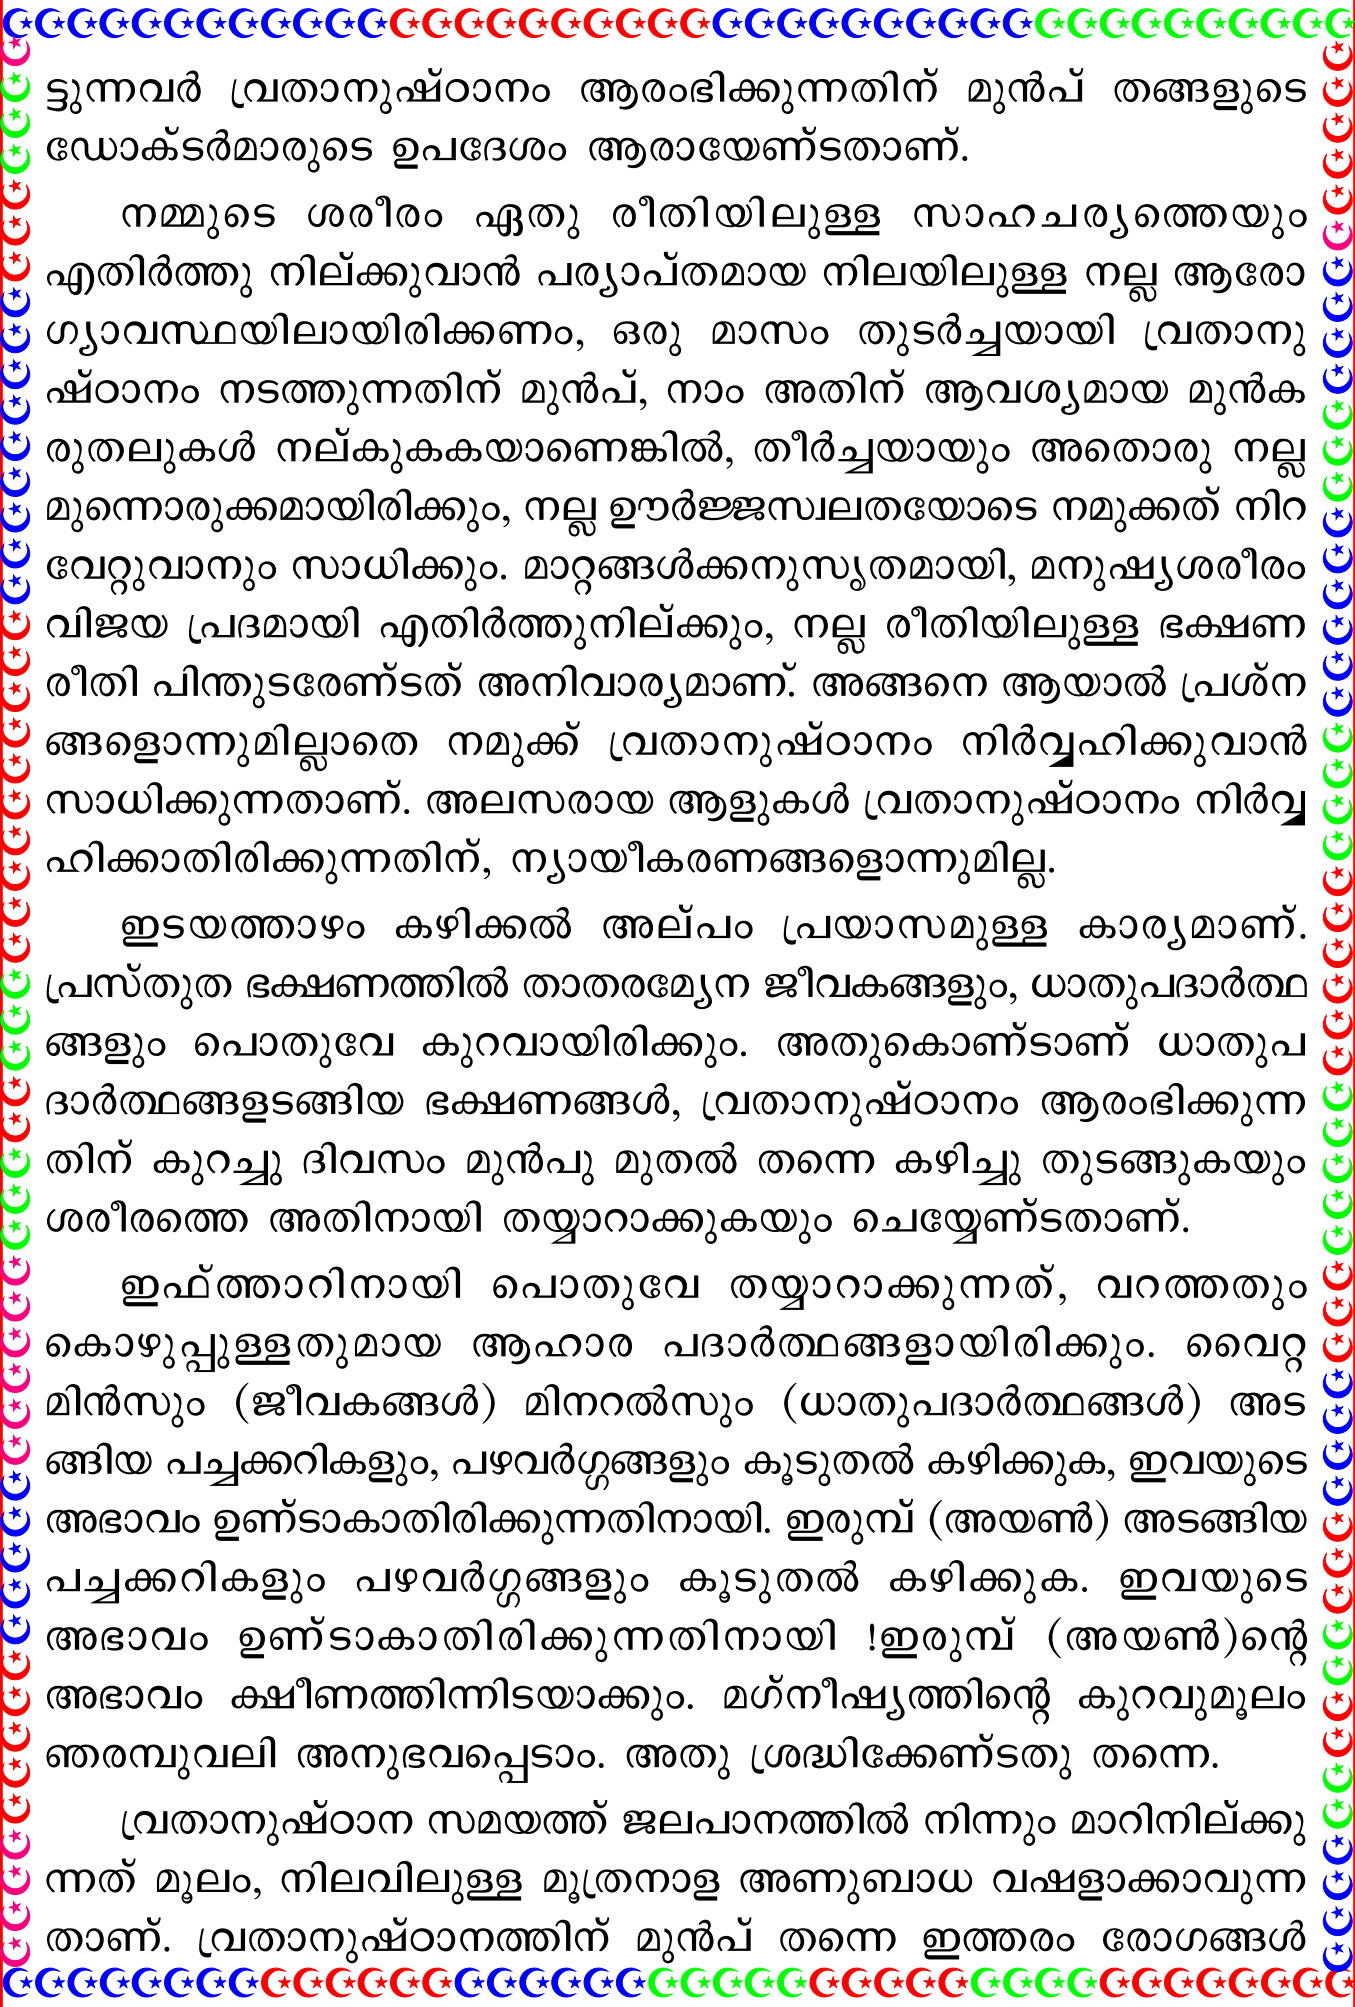 ട്ടുന്നവർ വ്രതാനുഷ്ഠാനം ആരംഭിക്കുന്നതിന് മുൻപ് തങ്ങളുടെ
ഡോക്ടർമാരുടെ ഉപദേശം ആരായേണ്ടതാണ്.
നമ്മുടെ ശരീരം ഏതു രീതിയിലുള്ള സാഹചര്യത്തെയും
എതിർത്തു നില്ക്കുവാൻ പര്യാപ്തമായ നിലയിലുള്ള നല്ല ആരോ
ഗ്യാവസ്ഥയിലായിരിക്കണം, ഒരു മാസം തുടർച്ചയായി വ്രതാനു
ഷ്ഠാനം നടത്തുന്നതിന് മുൻപ്, നാം അതിന് ആവശ്യമായ മുൻക
രുതലുകൾ നല്കുകകയാണെങ്കിൽ, തീർച്ചയായും അതൊരു നല്ല
മുന്നൊരുക്കമായിരിക്കും, നല്ല ഊർജ്ജസ്വലതയോടെ നമുക്കത് നിറ
വേറ്റുവാനും സാധിക്കും. മാറ്റങ്ങൾക്കനുസൃതമായി, മനുഷ്യശരീരം
വിജയ പ്രദമായി എതിർത്തുനില്ക്കും, നല്ല രീതിയിലുള്ള ഭക്ഷണ
രീതി പിന്തുടരേണ്ടത് അനിവാര്യമാണ്. അങ്ങനെ ആയാൽ പ്രശ്ന
ങ്ങളൊന്നുമില്ലാതെ നമുക്ക് വ്രതാനുഷ്ഠാനം നിർവ്വഹിക്കുവാൻ
സാധിക്കുന്നതാണ്. അലസരായ ആളുകൾ വ്രതാനുഷ്ഠാനം നിർവ്വ
ഹിക്കാതിരിക്കുന്നതിന്, ന്യായീകരണങ്ങളൊന്നുമില്ല.
ഇടയത്താഴം കഴിക്കൽ അല്പം പ്രയാസമുള്ള കാര്യമാണ്.
പ്രസ്തുത ഭക്ഷണത്തിൽ താതരമ്യേന ജീവകങ്ങളും, ധാതുപദാർത്ഥ
ങ്ങളും പൊതുവേ കുറവായിരിക്കും. അതുകൊണ്ടാണ് ധാതുപ
ദാർത്ഥങ്ങളടങ്ങിയ ഭക്ഷണങ്ങൾ, വ്രതാനുഷ്ഠാനം ആരംഭിക്കുന്ന
തിന് കുറച്ചു ദിവസം മുൻപു മുതൽ തന്നെ കഴിച്ചു തുടങ്ങുകയും
ശരീരത്തെ അതിനായി തയ്യാറാക്കുകയും ചെയ്യേണ്ടതാണ്.
ഇഫ്ത്താറിനായി പൊതുവേ തയ്യാറാക്കുന്നത്, വറത്തതും
കൊഴുപ്പുള്ളതുമായ ആഹാര പദാർത്ഥങ്ങളായിരിക്കും. വൈറ്റ
മിൻസും (ജീവകങ്ങൾ) മിനറൽസും (ധാതുപദാർത്ഥങ്ങൾ) അട
ങ്ങിയ പച്ചക്കറികളും, പഴവർഗ്ഗങ്ങളും കൂടുതൽ കഴിക്കുക, ഇവയുടെ
അഭാവം ഉണ്ടാകാതിരിക്കുന്നതിനായി. ഇരുമ്പ് (അയൺ) അടങ്ങിയ
പച്ചക്കറികളും പഴവർഗ്ഗങ്ങളും കൂടുതൽ കഴിക്കുക. ഇവയുടെ
അഭാവം ഉണ്ടാകാതിരിക്കുന്നതിനായി !ഇരുമ്പ് (അയൺ)ന്റെ
അഭാവം ക്ഷീണത്തിന്നിടയാക്കും. മഗ്നീഷ്യത്തിന്റെ കുറവുമൂലം
ഞരമ്പുവലി അനുഭവപ്പെടാം. അതു ശ്രദ്ധിക്കേണ്ടതു തന്നെ.
വ്രതാനുഷ്ഠാന സമയത്ത് ജലപാനത്തിൽ നിന്നും മാറിനില്ക്കു
ന്നത് മൂലം, നിലവിലുള്ള മൂത്രനാള അണുബാധ വഷളാക്കാവുന്ന
താണ്. വ്രതാനുഷ്ഠാനത്തിന് മുൻപ് തന്നെ ഇത്തരം രോഗങ്ങൾ